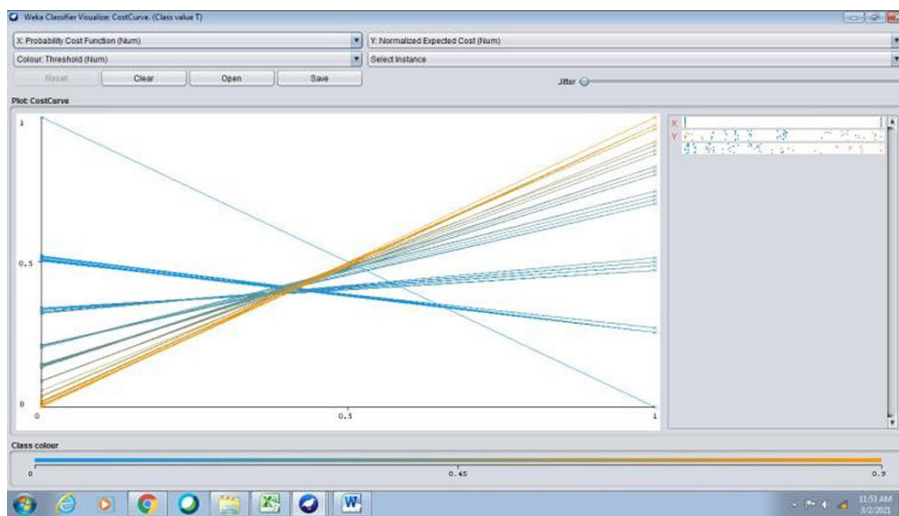 Weka Classifier Visualize: CostCurve. (Class value T)
X: Probability Cost Function (Num)
Y: Normalized Expected Cost (Num)
Colour: Threshold (Num)
Select Instance
Reset
Clear
Open
Save
Jitter
Plot: CostCurve
1
0.5
0
0
0.5
1
X
Y
Class colour
0
0.45
0.9
11:53 AM
3/2/2021